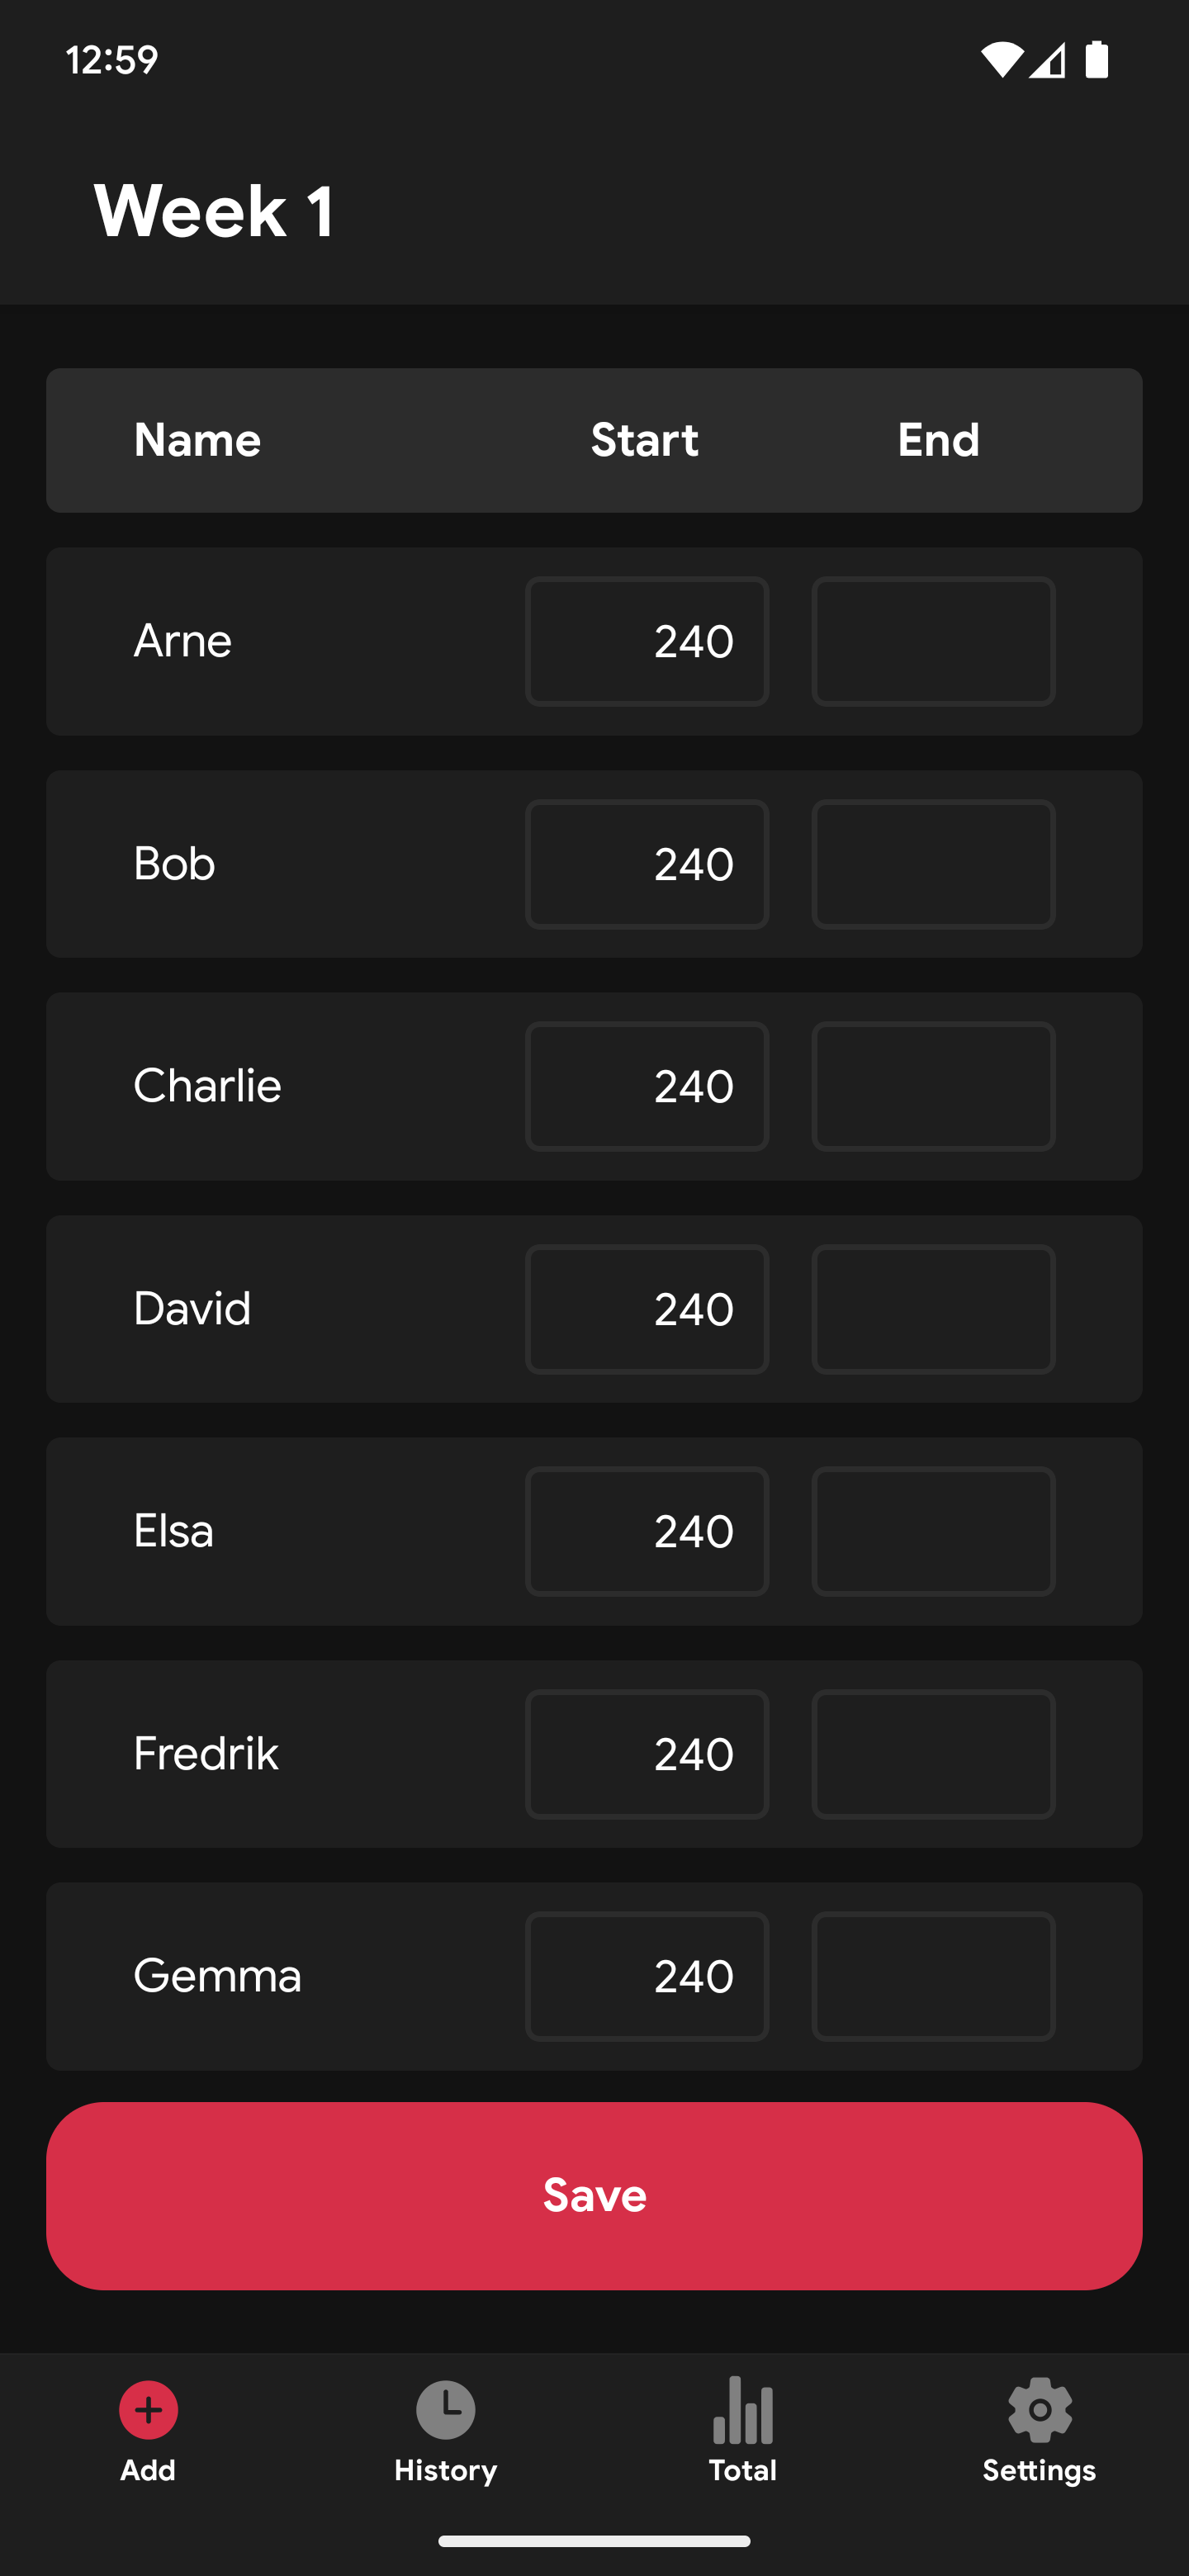 12:59
Week 1
Name Start End
Arne 240
Bob 240
Charlie 240
David 240
Elsa 240
Fredrik 240
Gemma 240
Save
Add History Total Settings